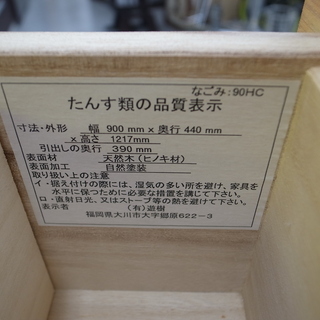 なごみ:90HC
たんす類の品質表示
寸法・外形 幅 900 mm×奥行 440 mm
×高さ 1217mm
引出しの奥行 390 mm
表面材 天然木(ヒノキ材)
表面加工 自然塗装
取り扱い上の注意
イ・据え付けの際には、湿気の多い所を避け、家具を
水平に保つために必要な措置を講じて下さい。
ロ・直射日光、又はストーブ等の熱を避けて下さい。
表示者 (有)遊樹
福岡県大川市大字郷原622-3